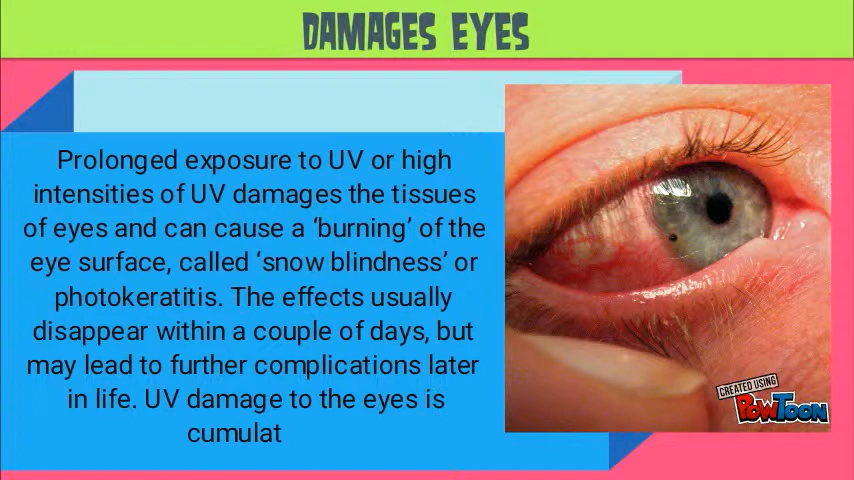 DAMAGES EYES
Prolonged exposure to UV or high
intensities of UV damages the tissues
of eyes and can cause a ‘burning’ of the
eye surface, called ‘snow blindness’ or
photokeratitis. The effects usually
disappear within a couple of days, but
may lead to further complications later
in life. UV damage to the eyes is
cumulat
CREATED USING
POWTOON